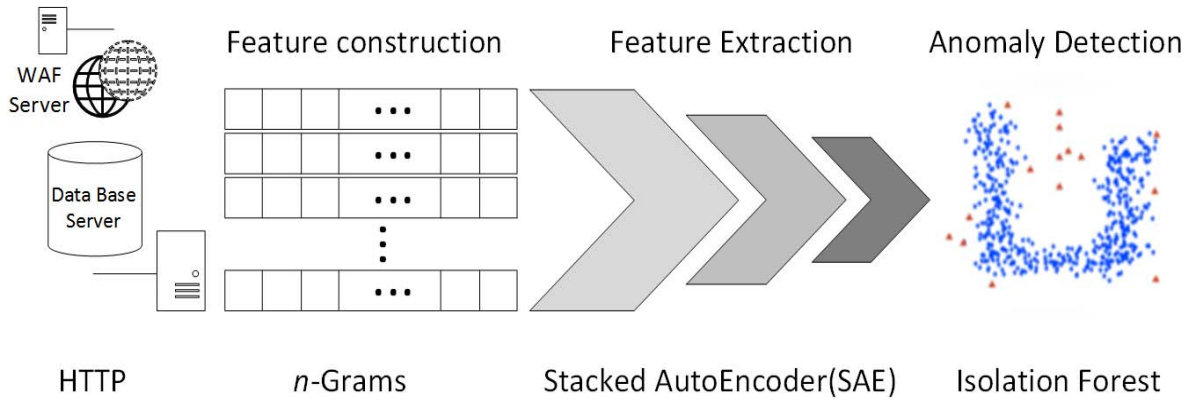 Feature construction
Feature Extraction
Anomaly Detection
WAF
Server
Data Base
Server
HTTP
n-Grams
Stacked AutoEncoder(SAE)
Isolation Forest